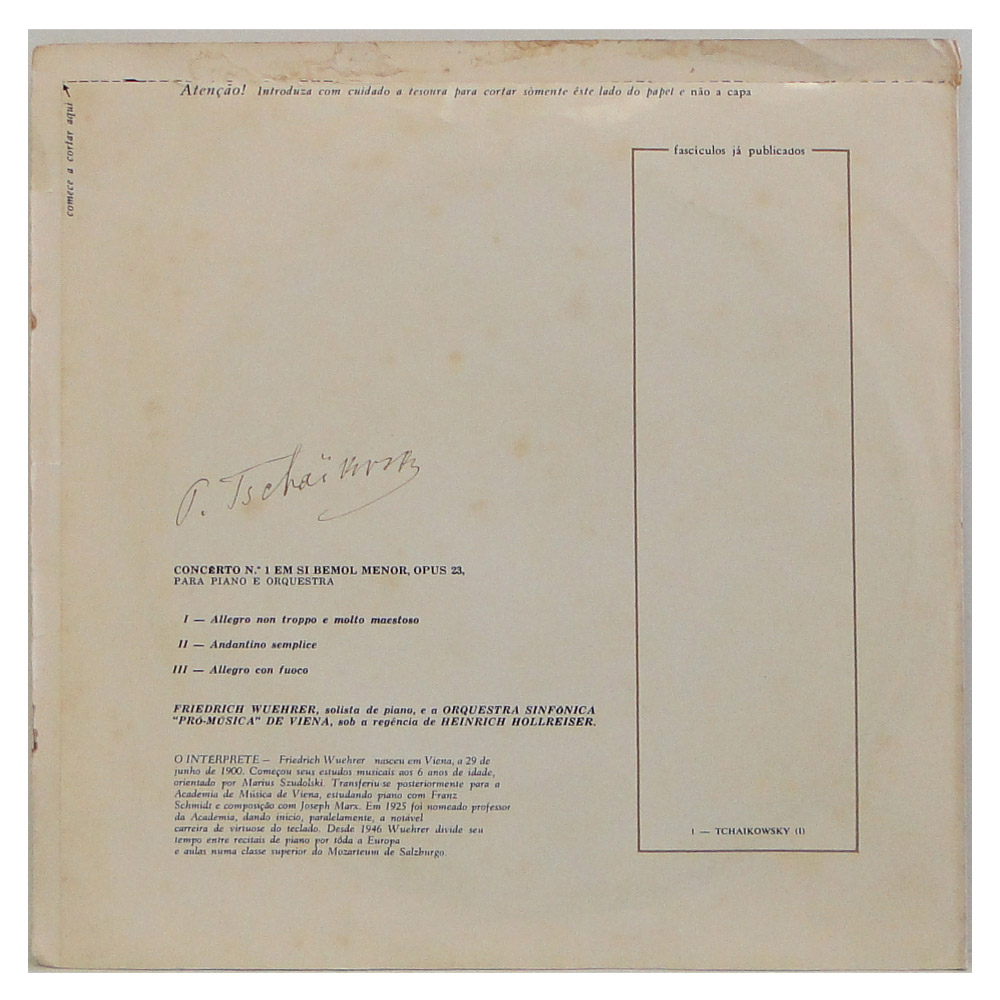 Atenção! Introduza com cuidado a tesoura para cortar sòmente êste lado do papel e não a capa
comece a cortar aqui
fascículos já publicados
P. Tschaïkovsky
CONCÊRTO N.º 1 EM SI BEMOL MENOR, OPUS 23,
PARA PIANO E ORQUESTRA
I — Allegro non troppo e molto maestoso
II — Andantino semplice
III — Allegro con fuoco
FRIEDRICH WUEHRER, solista de piano, e a ORQUESTRA SINFÔNICA
"PRÓ-MÚSICA" DE VIENA, sob a regência de HEINRICH HOLLREISER.
O INTÉRPRETE — Friedrich Wuehrer nasceu em Viena, a 29 de
junho de 1900. Começou seus estudos musicais aos 6 anos de idade,
orientado por Marius Szudolski. Transferiu-se posteriormente para a
Academia de Música de Viena, estudando piano com Franz
Schmidt e composição com Joseph Marx. Em 1925 foi nomeado professor
da Academia, dando início, paralelamente, a notável
carreira de virtuose do teclado. Desde 1946 Wuehrer divide seu
tempo entre recitais de piano por tôda a Europa
e aulas numa classe superior do Mozarteum de Salzburgo.
1 — TCHAIKOWSKY (I)